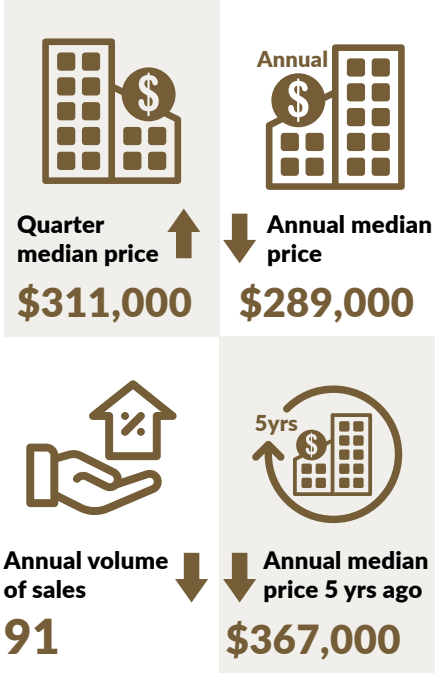 $
Annual
$
Quarter
median price
$311,000
Annual median
price
$289,000
%
5yrs
$
Annual volume
of sales
91
Annual median
price 5 yrs ago
$367,000